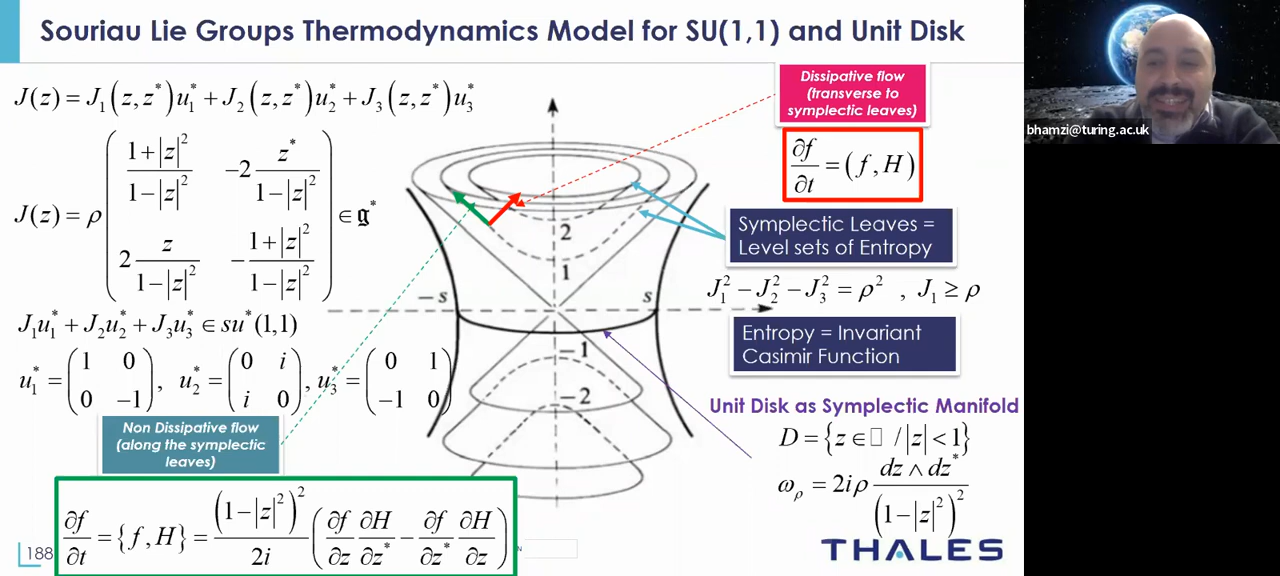 Souriau Lie Groups Thermodynamics Model for SU(1,1) and Unit Disk
J(z) = J₁(z, z*)u₁* + J₂(z, z*)u₂* + J₃(z, z*)u₃*
J(z) = ρ ( (1+|z|²)/(1−|z|²)   −2 z*/(1−|z|²) ; 2 z/(1−|z|²)   −(1+|z|²)/(1−|z|²) ) ∈ 𝔤*
J₁u₁* + J₂u₂* + J₃u₃* ∈ su*(1,1)
u₁* = ( 1 0 ; 0 −1 ), u₂* = ( 0 i ; i 0 ), u₃* = ( 0 1 ; −1 0 )
Non Dissipative flow
(along the symplectic
leaves)
∂f/∂t = {f, H} = (1−|z|²)²/2i ( ∂f/∂z ∂H/∂z* − ∂f/∂z* ∂H/∂z )
188
N
2
1
−s
s
−1
−2
Dissipative flow
(transverse to
symplectic leaves)
∂f/∂t = (f, H)
Symplectic Leaves =
Level sets of Entropy
J₁² − J₂² − J₃² = ρ² , J₁ ≥ ρ
Entropy = Invariant
Casimir Function
Unit Disk as Symplectic Manifold
D = {z ∈ □ / |z| < 1}
ω_ρ = 2iρ dz ∧ dz*/(1−|z|²)²
THALES
bhamzi@turing.ac.uk